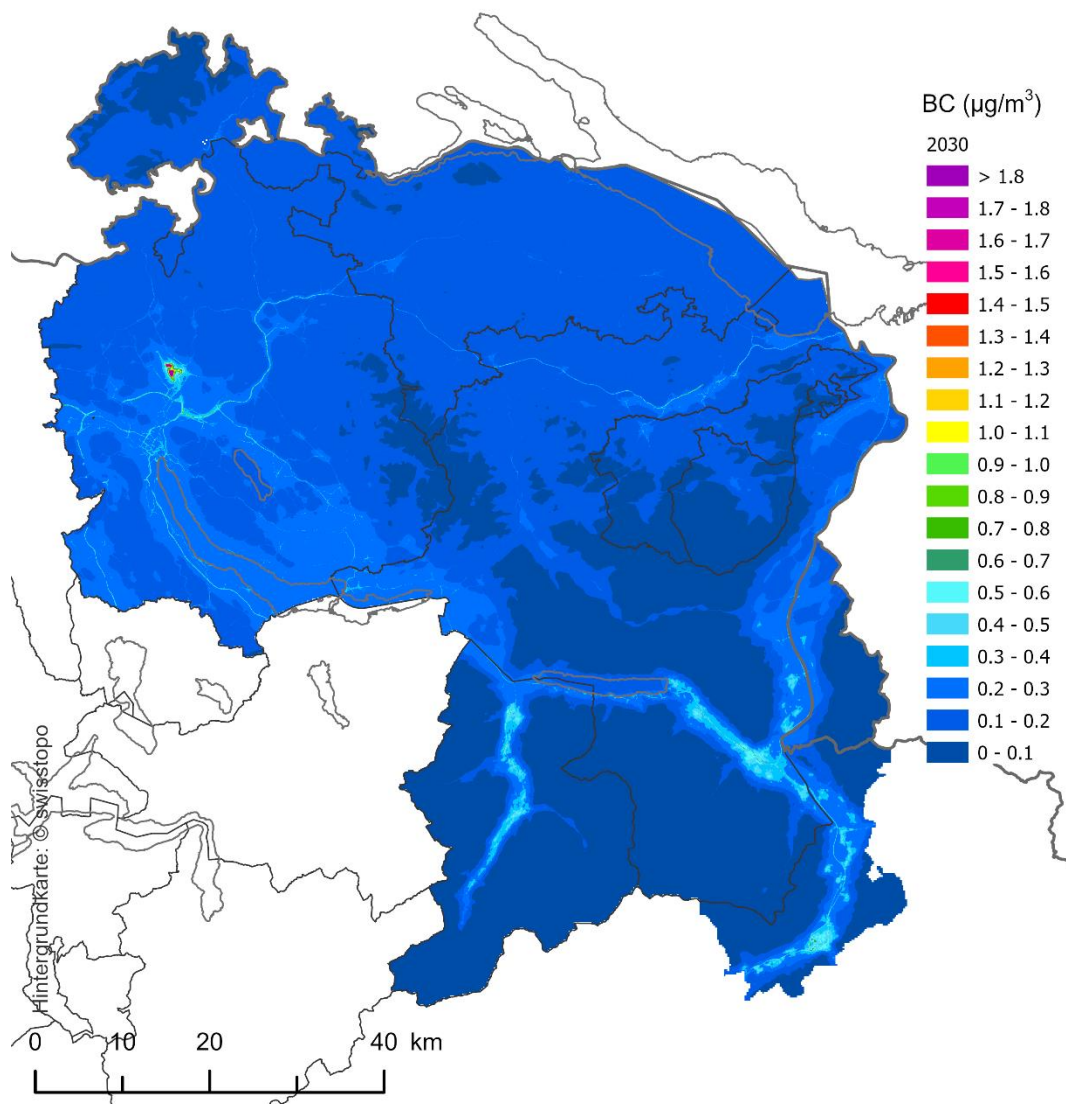 BC (µg/m³)
2030
> 1.8
1.7 - 1.8
1.6 - 1.7
1.5 - 1.6
1.4 - 1.5
1.3 - 1.4
1.2 - 1.3
1.1 - 1.2
1.0 - 1.1
0.9 - 1.0
0.8 - 0.9
0.7 - 0.8
0.6 - 0.7
0.5 - 0.6
0.4 - 0.5
0.3 - 0.4
0.2 - 0.3
0.1 - 0.2
0 - 0.1
Hintergrundkarte: © swisstopo
0 10 20 40 km